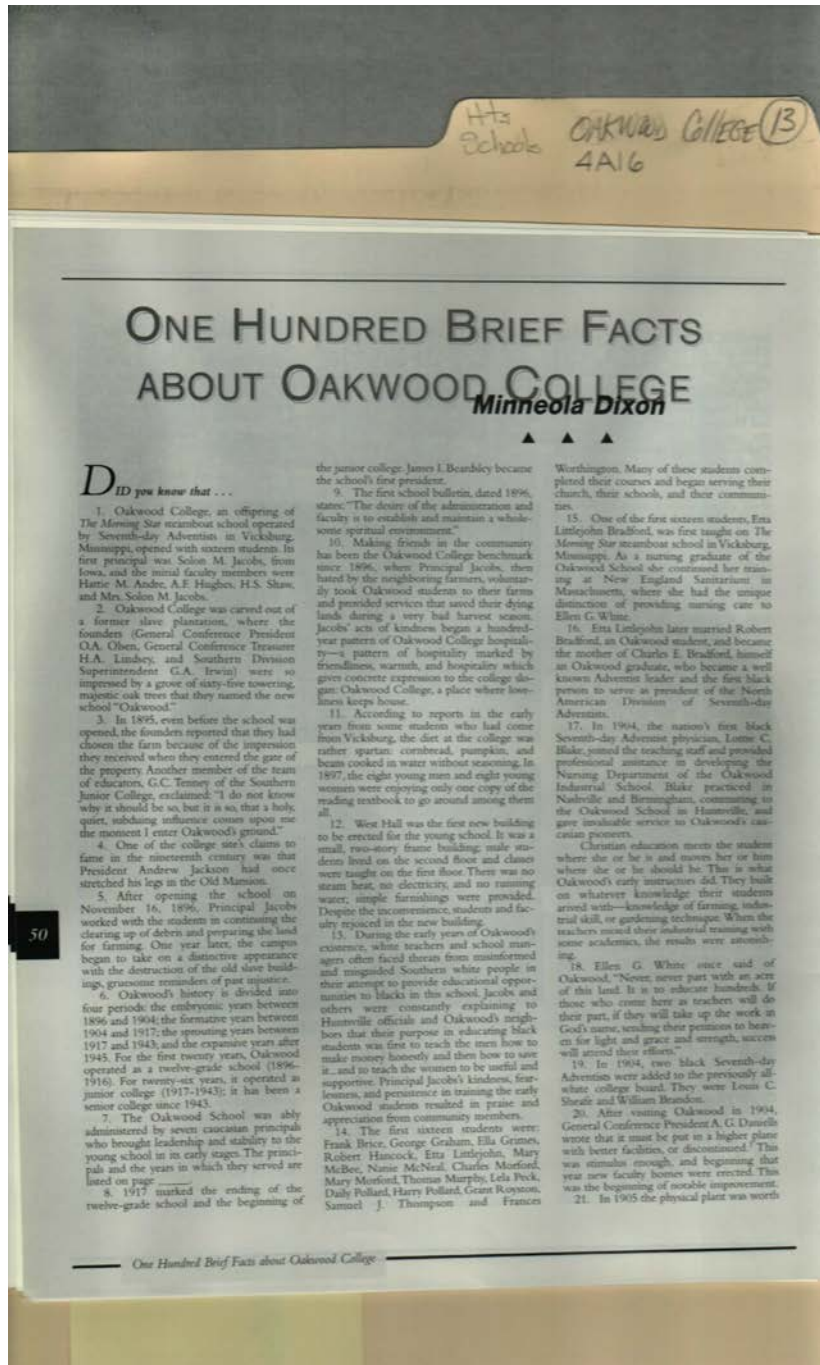 Hts
Schools
OAKWOOD COllEGE 13
4A16
ONE HUNDRED BRIEF FACTS
ABOUT OAKWOOD COLLEGE
Minneola Dixon
▲ ▲ ▲
DID you know that . . .
1. Oakwood College, an offspring of
The Morning Star steamboat school operated
by Seventh-day Adventists in Vicksburg,
Mississippi, opened with sixteen students. Its
first principal was Solon M. Jacobs, from
Iowa, and the initial faculty members were
Hattie M. Andre, A.F. Hughes, H.S. Shaw,
and Mrs. Solon M. Jacobs.
2. Oakwood College was carved out of
a former slave plantation, where the
founders (General Conference President
O.A. Olsen, General Conference Treasurer
H.A. Lindsey, and Southern Division
Superintendent G.A. Irwin) were so
impressed by a grove of sixty-five towering,
majestic oak trees that they named the new
school "Oakwood."
3. In 1895, even before the school was
opened, the founders reported that they had
chosen the farm because of the impression
they received when they entered the gate of
the property. Another member of the team
of educators, G.C. Tenney of the Southern
Junior College, exclaimed: "I do not know
why it should be so, but it is so, that a holy,
quiet, subduing influence comes upon me
the moment I enter Oakwood's ground."
4. One of the college site's claims to
fame in the nineteenth century was that
President Andrew Jackson had once
stretched his legs in the Old Mansion.
5. After opening the school on
November 16, 1896, Principal Jacobs
worked with the students in continuing the
clearing up of debris and preparing the land
for farming. One year later, the campus
began to take on a distinctive appearance
with the destruction of the old slave build-
ings, gruesome reminders of past injustice.
6. Oakwood's history is divided into
four periods: the embryonic years between
1896 and 1904; the formative years between
1904 and 1917; the sprouting years between
1917 and 1943; and the expansive years after
1945. For the first twenty years, Oakwood
operated as a twelve-grade school (1896-
1916). For twenty-six years, it operated as
junior college (1917-1943); it has been a
senior college since 1943.
7. The Oakwood School was ably
administered by seven caucasian principals
who brought leadership and stability to the
young school in its early stages. The princi-
pals and the years in which they served are
listed on page _____.
8. 1917 marked the ending of the
twelve-grade school and the beginning of
the junior college. James I. Beardsley became
the school's first president.
9. The first school bulletin, dated 1896,
states: "The desire of the administration and
faculty is to establish and maintain a whole-
some spiritual environment."
10. Making friends in the community
has been the Oakwood College benchmark
since 1896, when Principal Jacobs, then
hated by the neighboring farmers, voluntar-
ily took Oakwood students to their farms
and provided services that saved their dying
lands during a very bad harvest season.
Jacobs' acts of kindness began a hundred-
year pattern of Oakwood College hospitali-
ty—a pattern of hospitality marked by
friendliness, warmth, and hospitality which
gives concrete expression to the college slo-
gan: Oakwood College, a place where love-
liness keeps house.
11. According to reports in the early
years from some students who had come
from Vicksburg, the diet at the college was
rather spartan: cornbread, pumpkin, and
beans cooked in water without seasoning. In
1897, the eight young men and eight young
women were enjoying only one copy of the
reading textbook to go around among them
all.
12. West Hall was the first new building
to be erected for the young school. It was a
small, two-story frame building; male stu-
dents lived on the second floor and classes
were taught on the first floor. There was no
steam heat, no electricity, and no running
water; simple furnishings were provided.
Despite the inconvenience, students and fac-
ulty rejoiced in the new building.
13. During the early years of Oakwood's
existence, white teachers and school man-
agers often faced threats from misinformed
and misguided Southern white people in
their attempt to provide educational oppor-
tunities to blacks in this school. Jacobs and
others were constantly explaining to
Huntsville officials and Oakwood's neigh-
bors that their purpose in educating black
students was first to teach the men how to
make money honestly and then how to save
it...and to teach the women to be useful and
supportive. Principal Jacobs's kindness, fear-
lessness, and persistence in training the early
Oakwood students resulted in praise and
appreciation from community members.
14. The first sixteen students were:
Frank Brice, George Graham, Ella Grimes,
Robert Hancock, Etta Littlejohn, Mary
McBee, Nanie McNeal, Charles Morford,
Mary Morford, Thomas Murphy, Lela Peck,
Daily Pollard, Harry Pollard, Grant Royston,
Samuel J. Thompson and Frances
Worthington. Many of these students com-
pleted their courses and began serving their
church, their schools, and their communi-
ties.
15. One of the first sixteen students, Etta
Littlejohn Bradford, was first taught on The
Morning Star steamboat school in Vicksburg,
Mississippi. As a nursing graduate of the
Oakwood School she continued her train-
ing at New England Sanitarium in
Massachusetts, where she had the unique
distinction of providing nursing care to
Ellen G. White.
16. Etta Littlejohn later married Robert
Bradford, an Oakwood student, and became
the mother of Charles E. Bradford, himself
an Oakwood graduate, who became a well
known Adventist leader and the first black
person to serve as president of the North
American Division of Seventh-day
Adventists.
17. In 1904, the nation's first black
Seventh-day Adventist physician, Lottie C.
Blake, joined the teaching staff and provided
professional assistance in developing the
Nursing Department of the Oakwood
Industrial School. Blake practiced in
Nashville and Birmingham, commuting to
the Oakwood School in Huntsville, and
gave invaluable service to Oakwood's cau-
casian pioneers.
Christian education meets the student
where she or he is and moves her or him
where she or he should be. This is what
Oakwood's early instructors did. They built
on whatever knowledge their students
arrived with—knowledge of farming, indus-
trial skill, or gardening technique. When the
teachers mixed their industrial training with
some academics, the results were astonish-
ing.
18. Ellen G. White once said of
Oakwood, "Never, never part with an acre
of this land. It is to educate hundreds. If
those who come here as teachers will do
their part, if they will take up the work in
God's name, sending their petitions to heav-
en for light and grace and strength, success
will attend their efforts."
19. In 1904, two black Seventh-day
Adventists were added to the previously all-
white college board. They were Louis C.
Sheafe and William Brandon.
20. After visiting Oakwood in 1904,
General Conference President A. G. Daniells
wrote that it must be put in a higher plane
with better facilities, or discontinued. This
was stimulus enough, and beginning that
year new faculty homes were erected. This
was the beginning of notable improvement.
21. In 1905 the physical plant was worth
50
One Hundred Brief Facts about Oakwood College